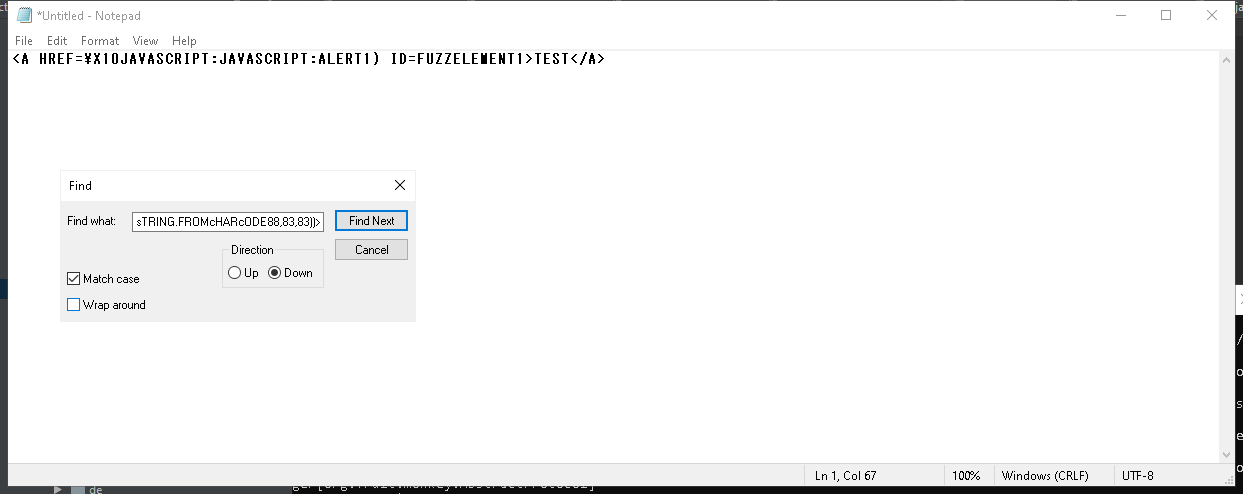 *Untitled - Notepad
File Edit Format View Help
<A HREF=¥X10JAVASCRIPT:JAVASCRIPT:ALERT1) ID=FUZZELEMENT1>TEST</A>
Find
Find what: sTRING.FROMcHARcODE88,83,83))> Find Next
Direction Cancel
Up Down
Match case
Wrap around
Ln 1, Col 67 100% Windows (CRLF) UTF-8
de